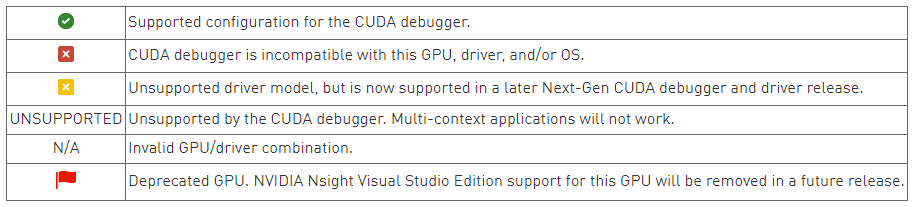 Supported configuration for the CUDA debugger.
CUDA debugger is incompatible with this GPU, driver, and/or OS.
Unsupported driver model, but is now supported in a later Next-Gen CUDA debugger and driver release.
UNSUPPORTED Unsupported by the CUDA debugger. Multi-context applications will not work.
N/A Invalid GPU/driver combination.
Deprecated GPU. NVIDIA Nsight Visual Studio Edition support for this GPU will be removed in a future release.